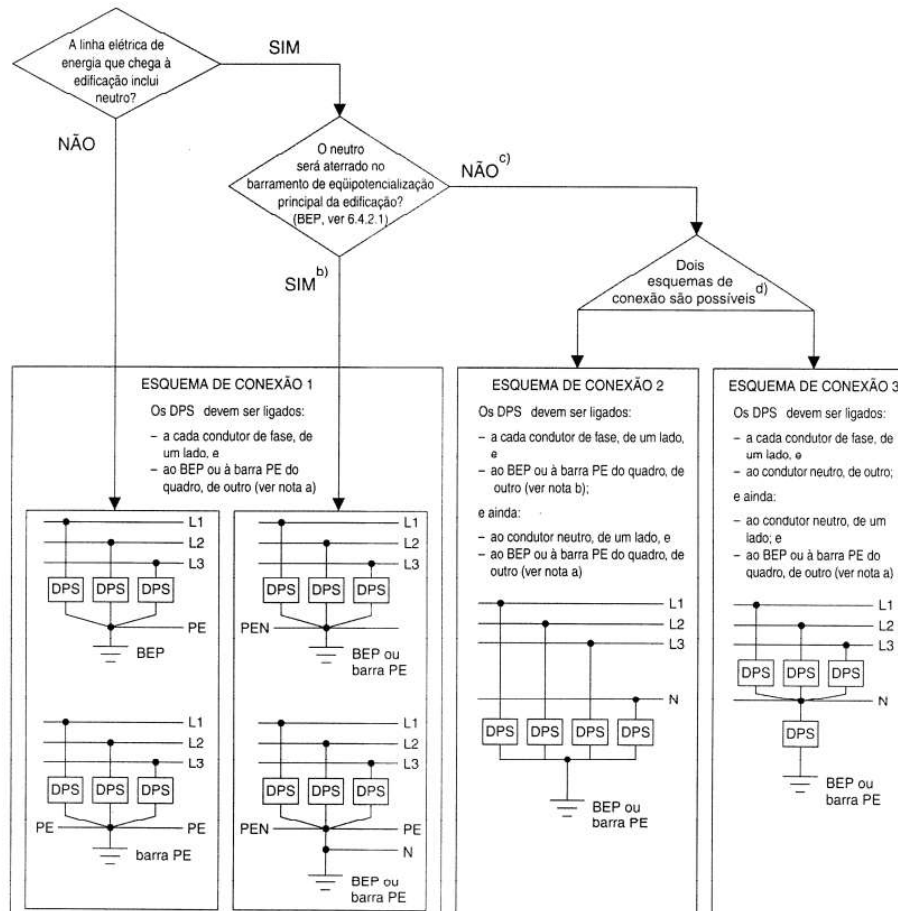 A linha elétrica de
energia que chega à
edificação inclui
neutro?
SIM
NÃO
O neutro
será aterrado no
barramento de eqüipotencialização
principal da edificação?
(BEP, ver 6.4.2.1)
NÃO c)
SIM b)
Dois
esquemas de
conexão são possíveis d)
ESQUEMA DE CONEXÃO 1
Os DPS devem ser ligados:
– a cada condutor de fase, de
um lado, e
– ao BEP ou à barra PE do
quadro, de outro (ver nota a)
L1
L2
L3
DPS DPS DPS
PE
BEP
L1
L2
L3
DPS DPS DPS
PE PE
barra PE
L1
L2
L3
DPS DPS DPS
PEN
BEP ou
barra PE
L1
L2
L3
DPS DPS DPS
PEN PE
N
BEP ou
barra PE
ESQUEMA DE CONEXÃO 2
Os DPS devem ser ligados:
– a cada condutor de fase, de um lado,
e
– ao BEP ou à barra PE do quadro, de
outro (ver nota b);
e ainda:
– ao condutor neutro, de um lado, e
– ao BEP ou à barra PE do quadro, de
outro (ver nota a)
L1
L2
L3
N
DPS DPS DPS DPS
BEP ou
barra PE
ESQUEMA DE CONEXÃO 3
Os DPS devem ser ligados:
– a cada condutor de fase, de
um lado, e
– ao condutor neutro, de outro;
e ainda:
– ao condutor neutro, de um
lado; e
– ao BEP ou à barra PE do
quadro, de outro (ver nota a)
L1
L2
L3
DPS DPS DPS
N
DPS
BEP ou
barra PE